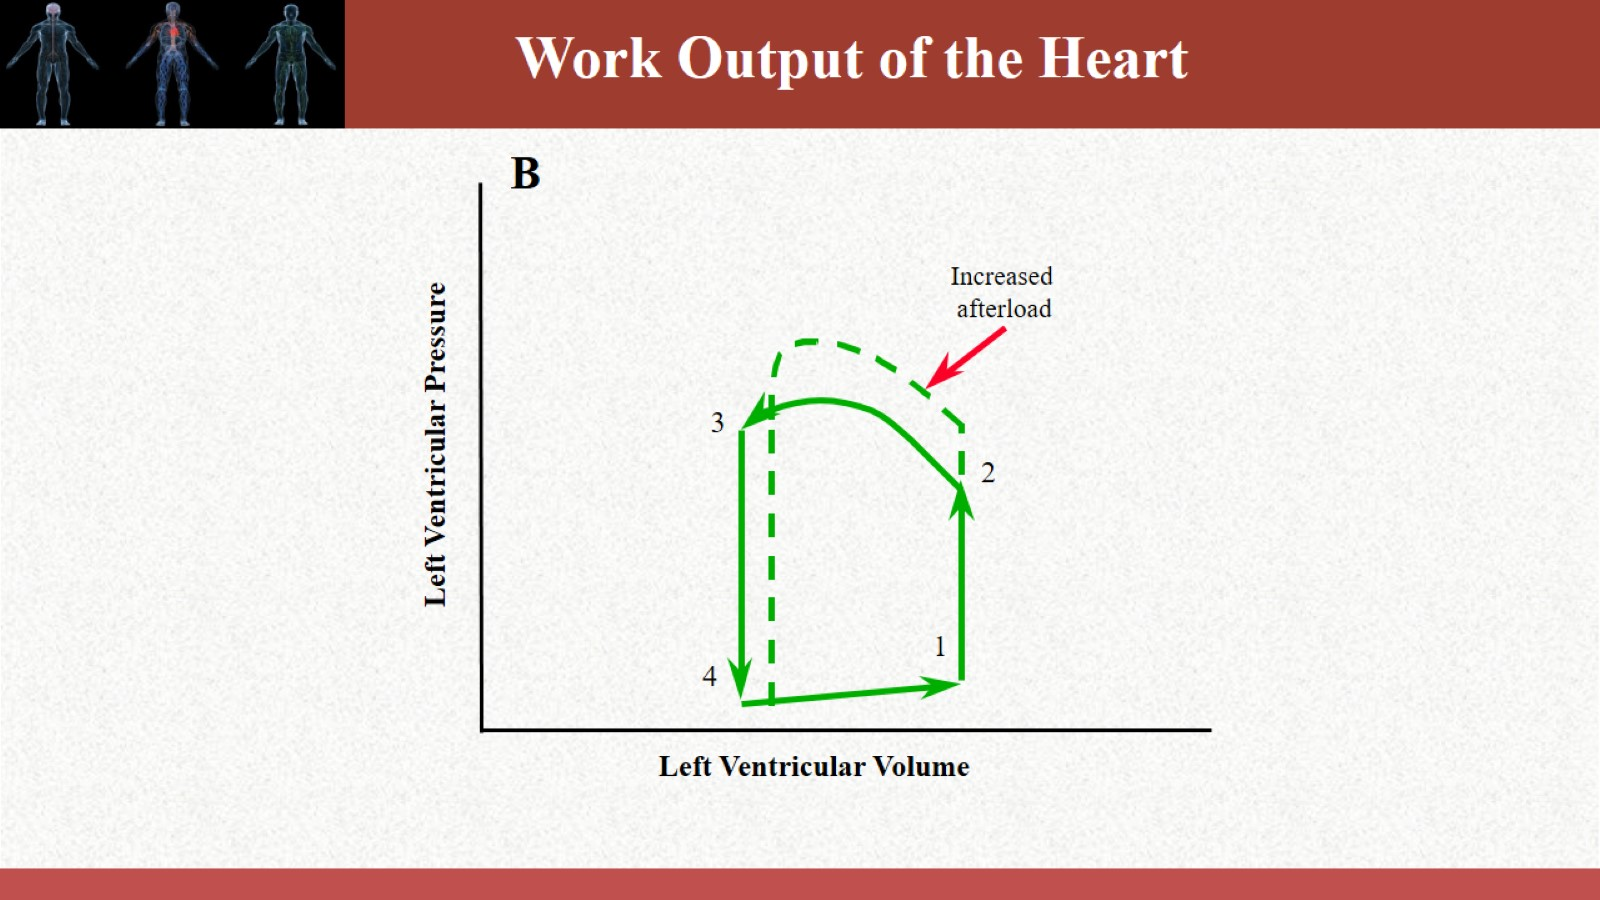 Work Output of the Heart
B
Left Ventricular Pressure
Increased
afterload
3
2
1
4
Left Ventricular Volume